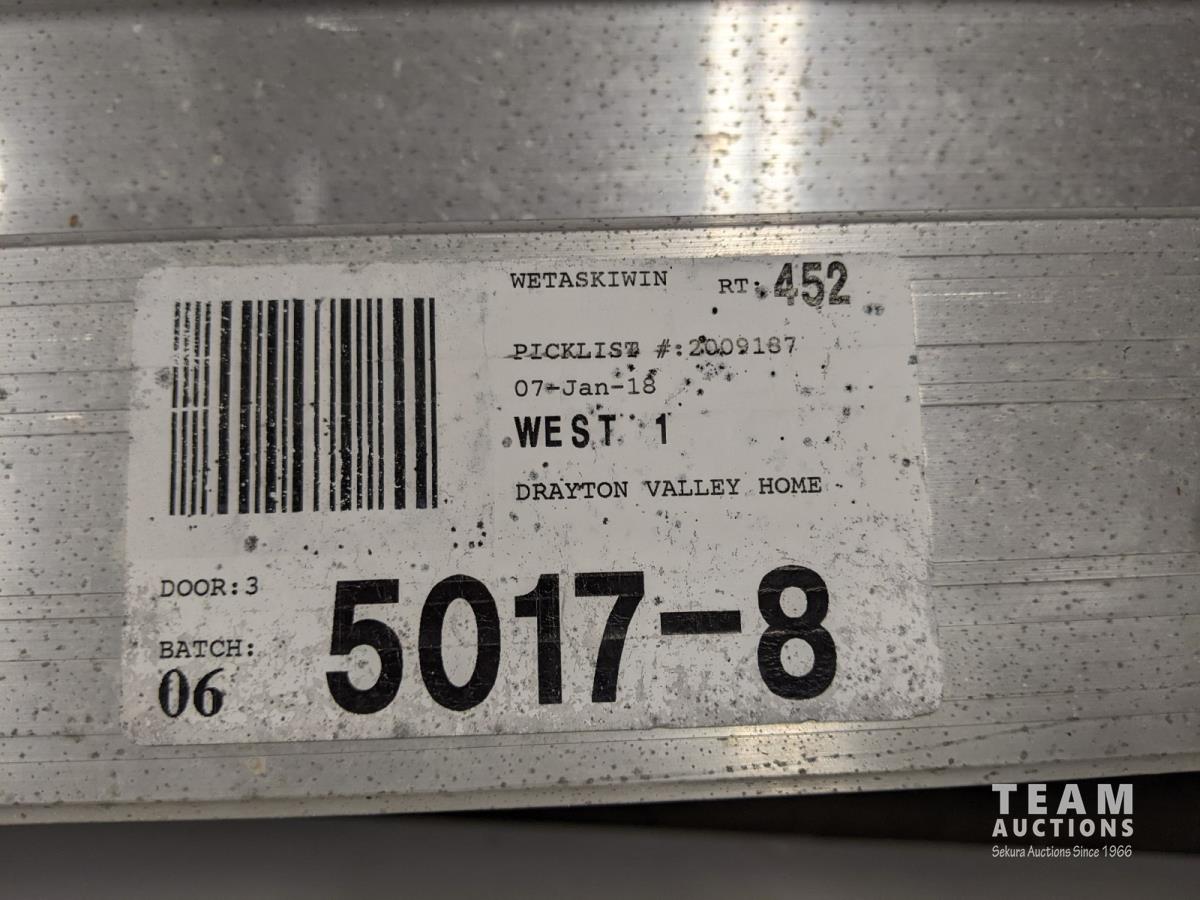 WETASKIWIN RT: 452
PICKLIST #:2009187
07-Jan-18
WEST 1
DRAYTON VALLEY HOME
DOOR:3
BATCH:
06
5017-8
TEAM
AUCTIONS
Sekura Auctions Since 1966